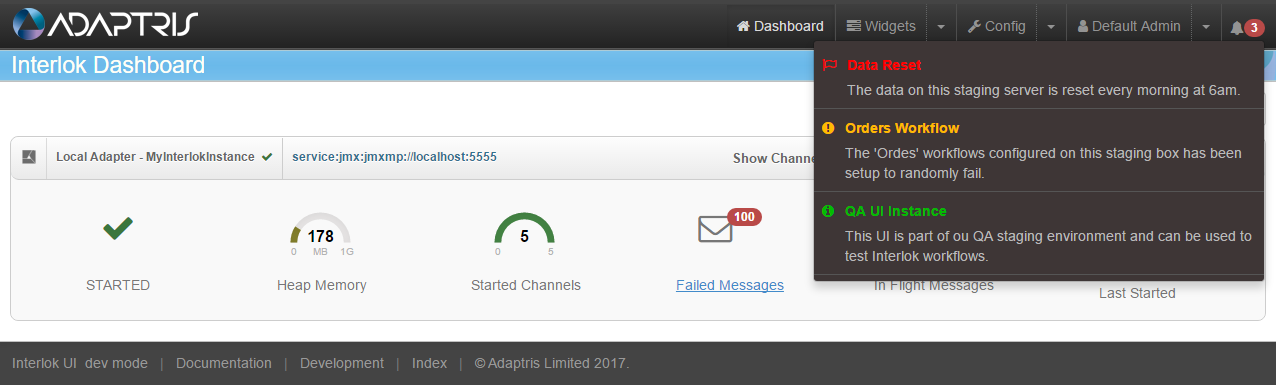 ADAPTRIS
Dashboard Widgets Config Default Admin 3
Interlok Dashboard
Data Reset
The data on this staging server is reset every morning at 6am.
Orders Workflow
The 'Ordes' workflows configured on this staging box has been
setup to randomly fail.
QA UI Instance
This UI is part of ou QA staging environment and can be used to
test Interlok workflows.
Local Adapter - MyInterlokInstance service:jmx:jmxmp://localhost:5555 Show Chann
178 5 100
0 MB 1G 0 5
STARTED Heap Memory Started Channels Failed Messages In Flight Messages
Last Started
Interlok UI dev mode | Documentation | Development | Index | © Adaptris Limited 2017.